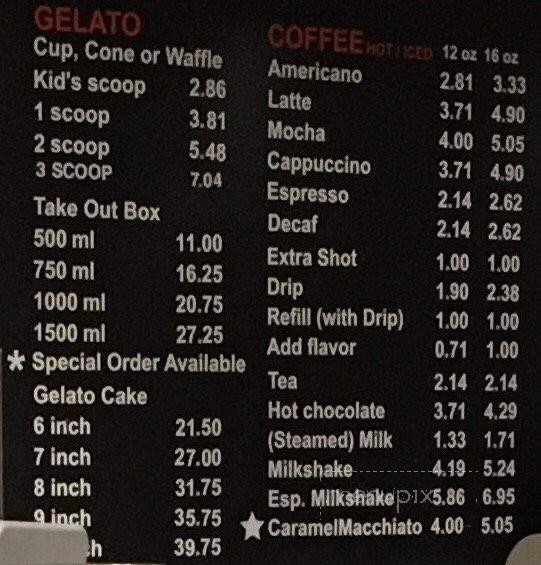 GELATO
Cup, Cone or Waffle
Kid's scoop 2.86
1 scoop 3.81
2 scoop 5.48
3 SCOOP 7.04
Take Out Box
500 ml 11.00
750 ml 16.25
1000 ml 20.75
1500 ml 27.25
* Special Order Available
Gelato Cake
6 inch 21.50
7 inch 27.00
8 inch 31.75
9 inch 35.75
h 39.75
COFFEE HOT / ICED 12 oz 16 oz
Americano 2.81 3.33
Latte 3.71 4.90
Mocha 4.00 5.05
Cappuccino 3.71 4.90
Espresso 2.14 2.62
Decaf 2.14 2.62
Extra Shot 1.00 1.00
Drip 1.90 2.38
Refill (with Drip) 1.00 1.00
Add flavor 0.71 1.00
Tea 2.14 2.14
Hot chocolate 3.71 4.29
(Steamed) Milk 1.33 1.71
Milkshake 4.19 5.24
Esp. Milkshake 5.86 6.95
CaramelMacchiato 4.00 5.05